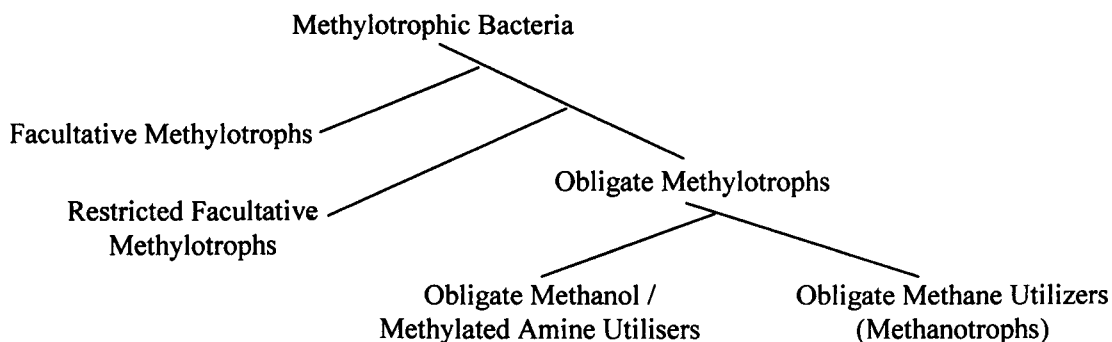 Methylotrophic Bacteria
Facultative Methylotrophs
Restricted Facultative
Methylotrophs
Obligate Methylotrophs
Obligate Methanol /
Methylated Amine Utilisers
Obligate Methane Utilizers
(Methanotrophs)